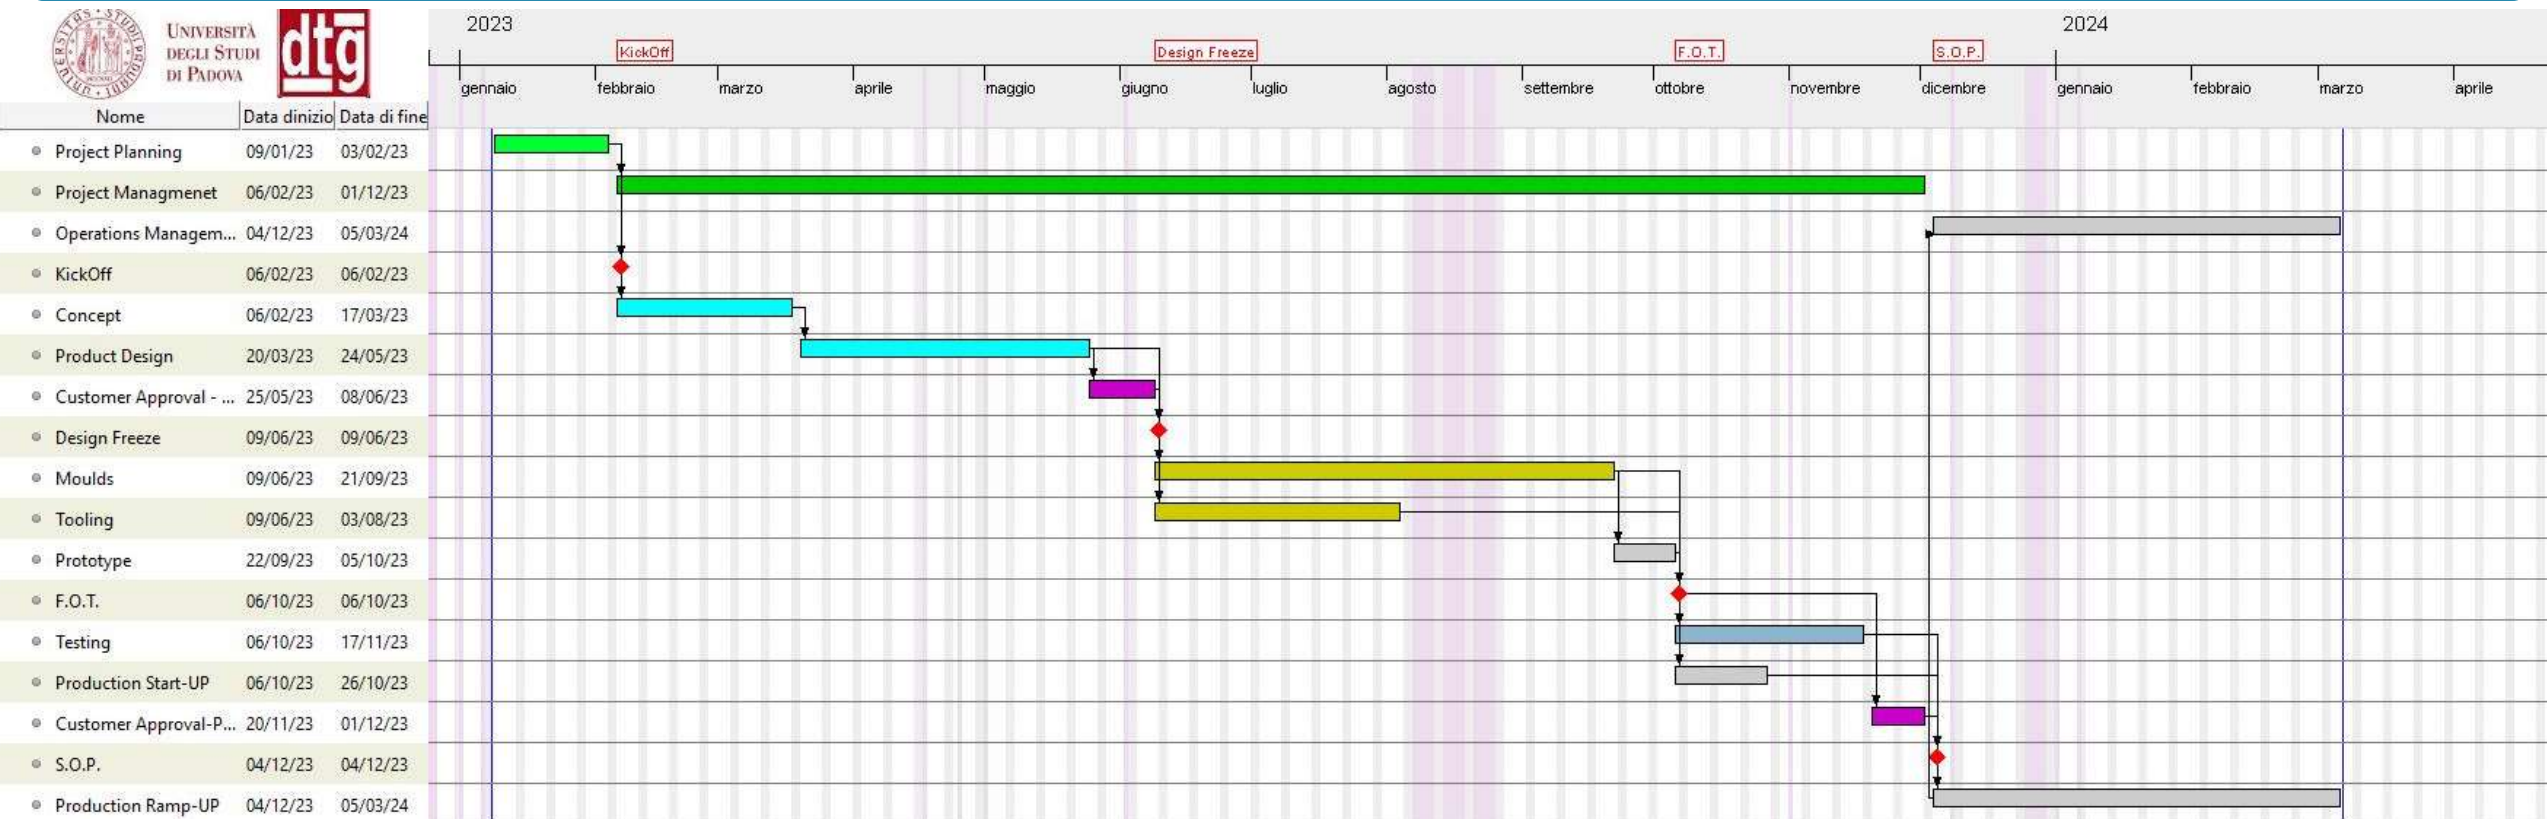 UNIVERSITÀ
DEGLI STUDI
DI PADOVA
dtg
2023 2024
KickOff Design Freeze F.O.T. S.O.P.
gennaio febbraio marzo aprile maggio giugno luglio agosto settembre ottobre novembre dicembre gennaio febbraio marzo aprile
Nome Data dinizio Data di fine
Project Planning 09/01/23 03/02/23
Project Managmenet 06/02/23 01/12/23
Operations Managem... 04/12/23 05/03/24
KickOff 06/02/23 06/02/23
Concept 06/02/23 17/03/23
Product Design 20/03/23 24/05/23
Customer Approval - ... 25/05/23 08/06/23
Design Freeze 09/06/23 09/06/23
Moulds 09/06/23 21/09/23
Tooling 09/06/23 03/08/23
Prototype 22/09/23 05/10/23
F.O.T. 06/10/23 06/10/23
Testing 06/10/23 17/11/23
Production Start-UP 06/10/23 26/10/23
Customer Approval-P... 20/11/23 01/12/23
S.O.P. 04/12/23 04/12/23
Production Ramp-UP 04/12/23 05/03/24